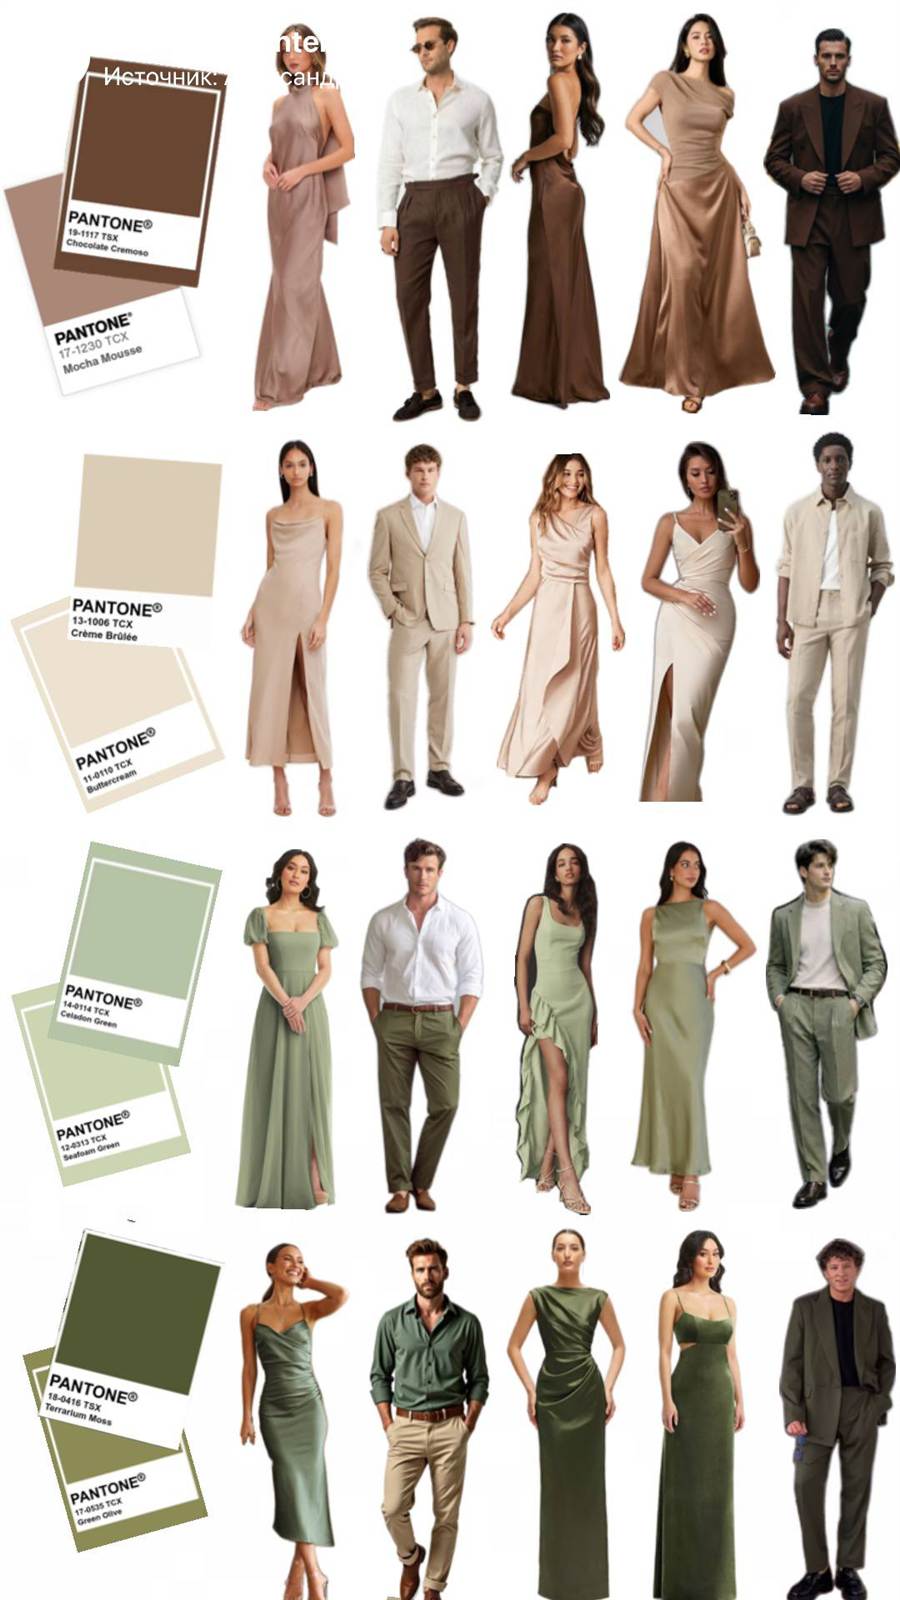 Источник:
PANTONE®
19-1117 TSX
Chocolate Cremoso
PANTONE®
17-1230 TCX
Mocha Mousse
PANTONE®
13-1006 TCX
Crème Brûlée
PANTONE®
11-0110 TCX
Buttercream
PANTONE®
14-0114 TCX
Celadon Green
PANTONE®
12-0313 TCX
Seafoam Green
PANTONE®
18-0416 TSX
Terrarium Moss
PANTONE®
17-0535 TCX
Green Olive